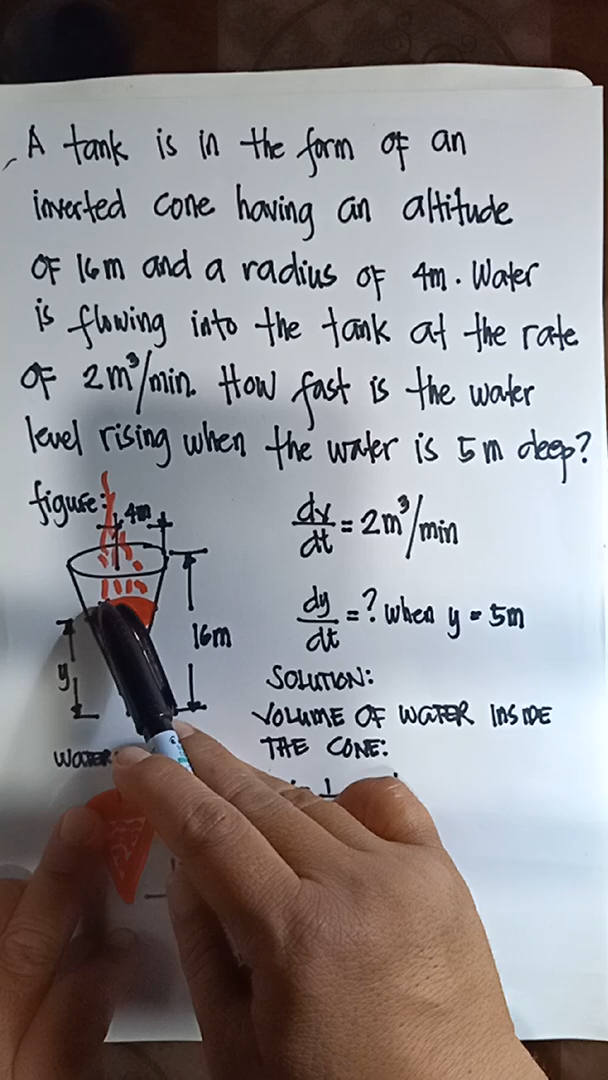 A tank is in the form of an
inverted cone having an altitude
of 16m and a radius of 4m. Water
is flowing into the tank at the rate
of 2m³/min. How fast is the water
level rising when the water is 5m deep?
figure:
4m
16m
y
WATER
dv/dt = 2m³/min
dy/dt = ? when y = 5m
SOLUTION:
VOLUME OF WATER INSIDE
THE CONE: